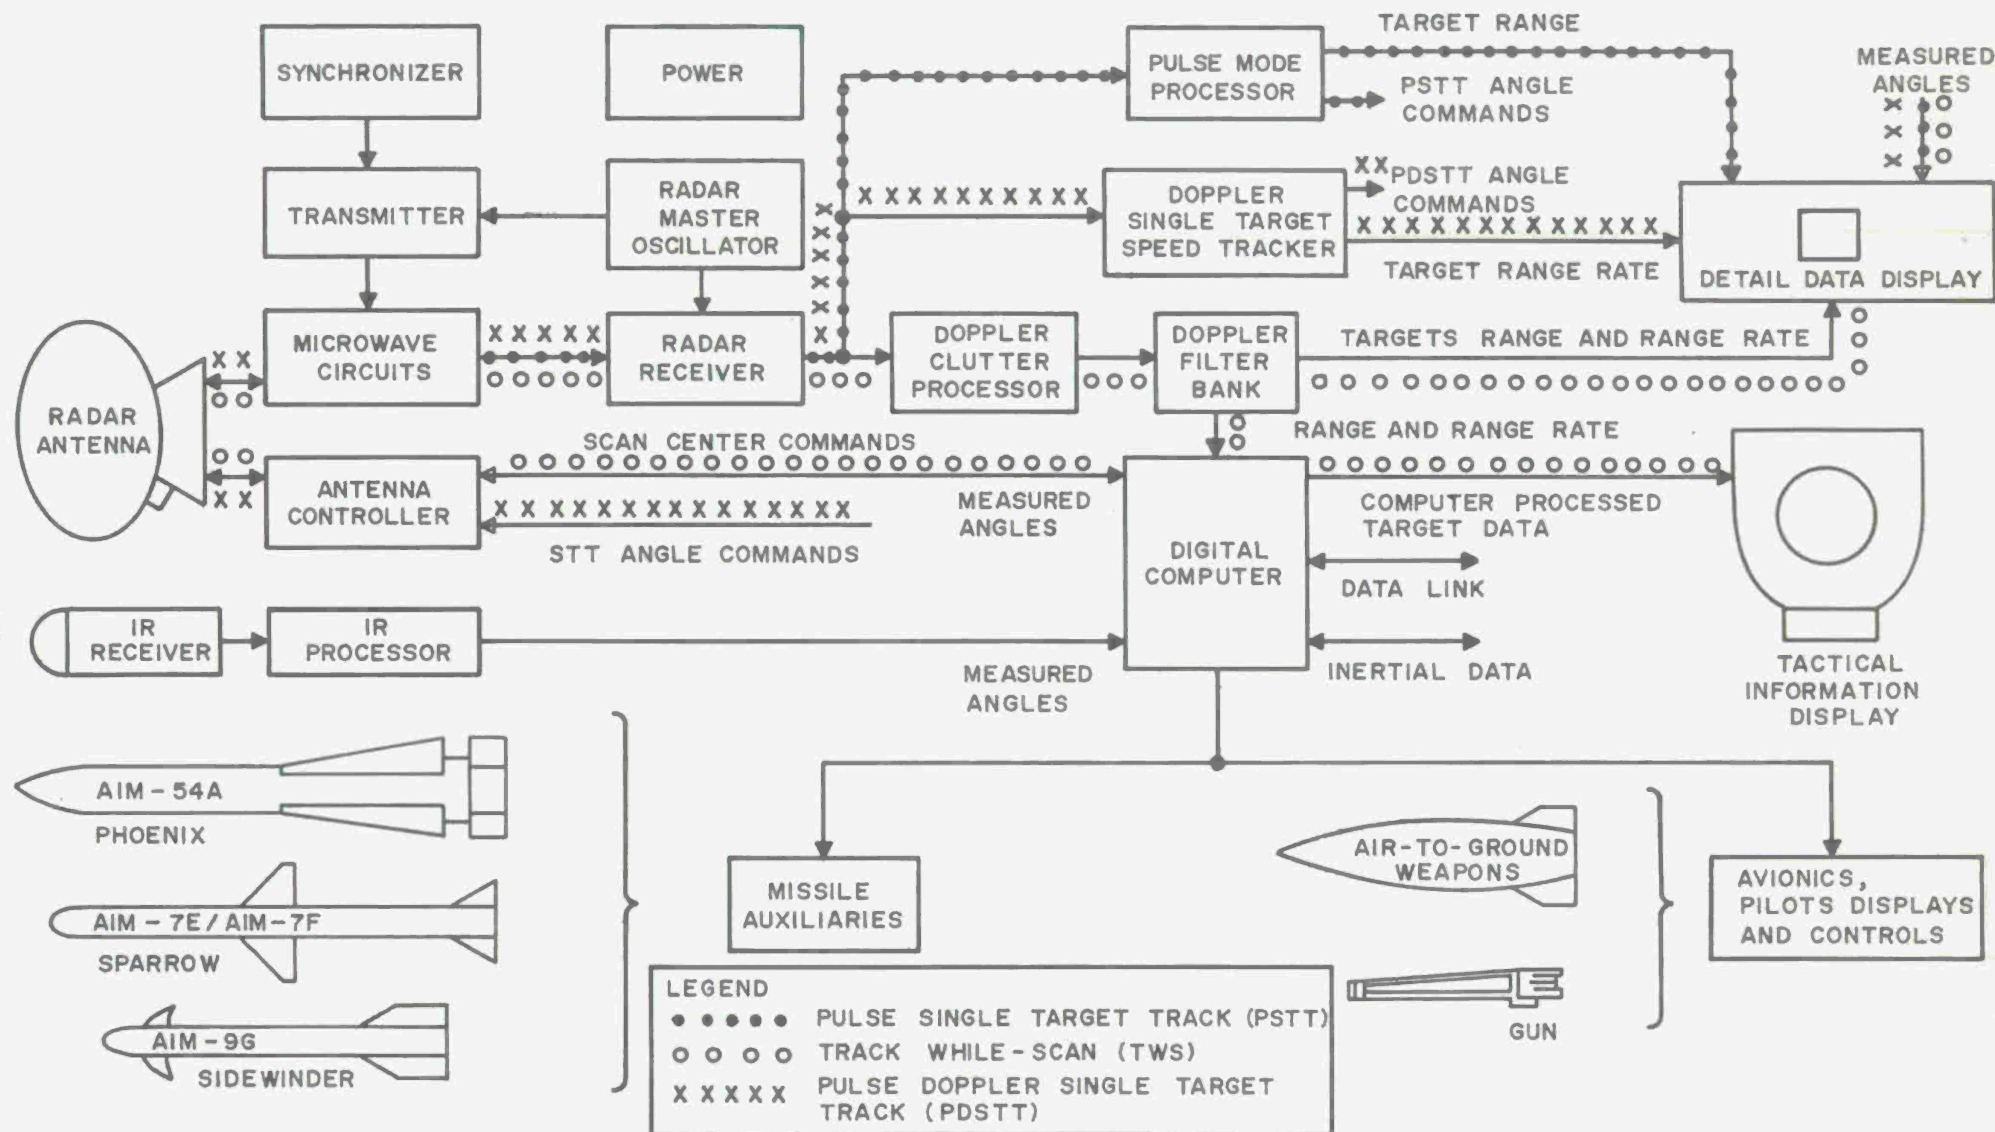 SYNCHRONIZER
POWER
PULSE MODE
PROCESSOR
TARGET RANGE
PSTT ANGLE
COMMANDS
MEASURED
ANGLES
X
X
X
O
O
O
TRANSMITTER
RADAR
MASTER
OSCILLATOR
X X X X X X
X X X X X X X X X X
DOPPLER
SINGLE TARGET
SPEED TRACKER
XX
PDSTT ANGLE
COMMANDS
X X X X X X X X X X X X X
TARGET RANGE RATE
DETAIL DATA DISPLAY
RADAR
ANTENNA
X X
O O
MICROWAVE
CIRCUITS
X X X X X
O O O O O
RADAR
RECEIVER
O O O
DOPPLER
CLUTTER
PROCESSOR
O O O
DOPPLER
FILTER
BANK
TARGETS RANGE AND RANGE RATE
O O
RANGE AND RANGE RATE
O O
X X
ANTENNA
CONTROLLER
SCAN CENTER COMMANDS
MEASURED
ANGLES
STT ANGLE COMMANDS
DIGITAL
COMPUTER
COMPUTER PROCESSED
TARGET DATA
DATA LINK
INERTIAL DATA
TACTICAL
INFORMATION
DISPLAY
IR
RECEIVER
IR
PROCESSOR
MEASURED
ANGLES
AIM-54A
PHOENIX
AIM-7E/AIM-7F
SPARROW
AIM-9G
SIDEWINDER
MISSILE
AUXILIARIES
AIR-TO-GROUND
WEAPONS
GUN
AVIONICS,
PILOTS DISPLAYS
AND CONTROLS
LEGEND
PULSE SINGLE TARGET TRACK (PSTT)
O O O O TRACK WHILE-SCAN (TWS)
X X X X X PULSE DOPPLER SINGLE TARGET
TRACK (PDSTT)